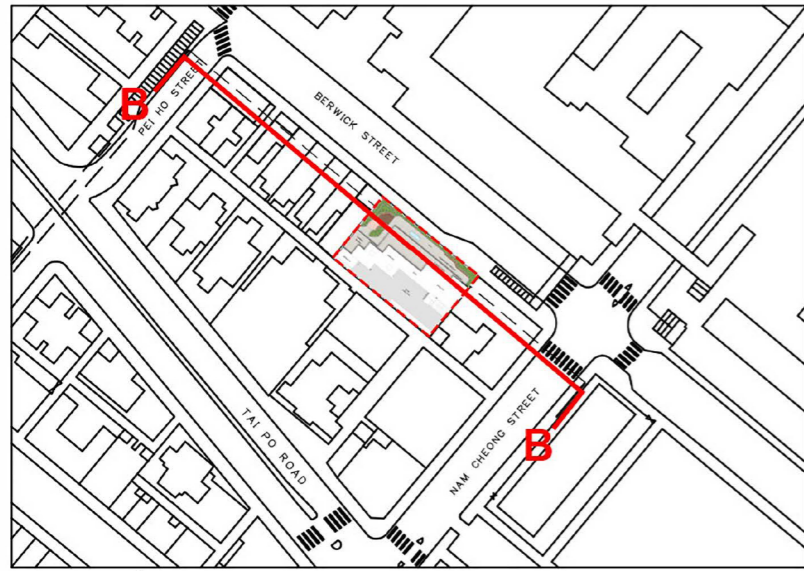 B
PEI HO STREET
BERWICK STREET
TAI PO ROAD
NAM CHEONG STREET
B